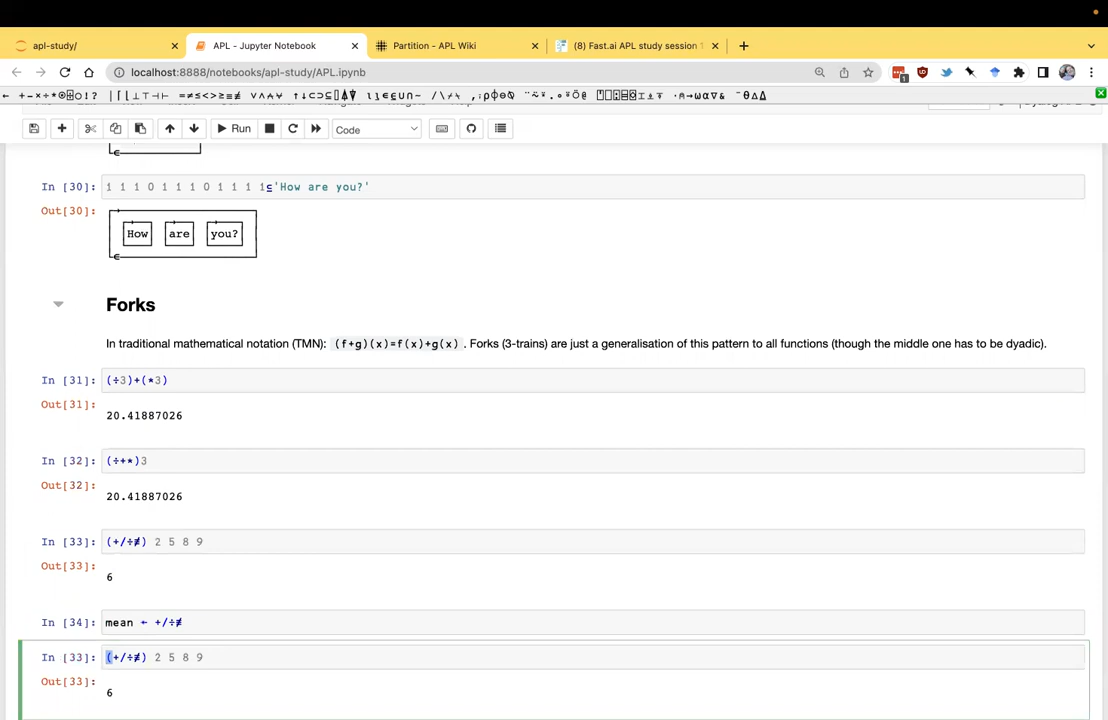 apl-study/
APL - Jupyter Notebook
Partition - APL Wiki
(8) Fast.ai APL study session 1
localhost:8888/notebooks/apl-study/APL.ipynb
Run
Code
In [30]: 1 1 1 0 1 1 1 0 1 1 1 1⊆'How are you?'
Out[30]:
How are you?
Forks
In traditional mathematical notation (TMN): (f+g)(x)=f(x)+g(x) . Forks (3-trains) are just a generalisation of this pattern to all functions (though the middle one has to be dyadic).
In [31]: (÷3)+(*3)
Out[31]:
20.41887026
In [32]: (÷+*)3
Out[32]:
20.41887026
In [33]: (+/÷≢) 2 5 8 9
Out[33]:
6
In [34]: mean ← +/÷≢
In [33]: (+/÷≢) 2 5 8 9
Out[33]:
6